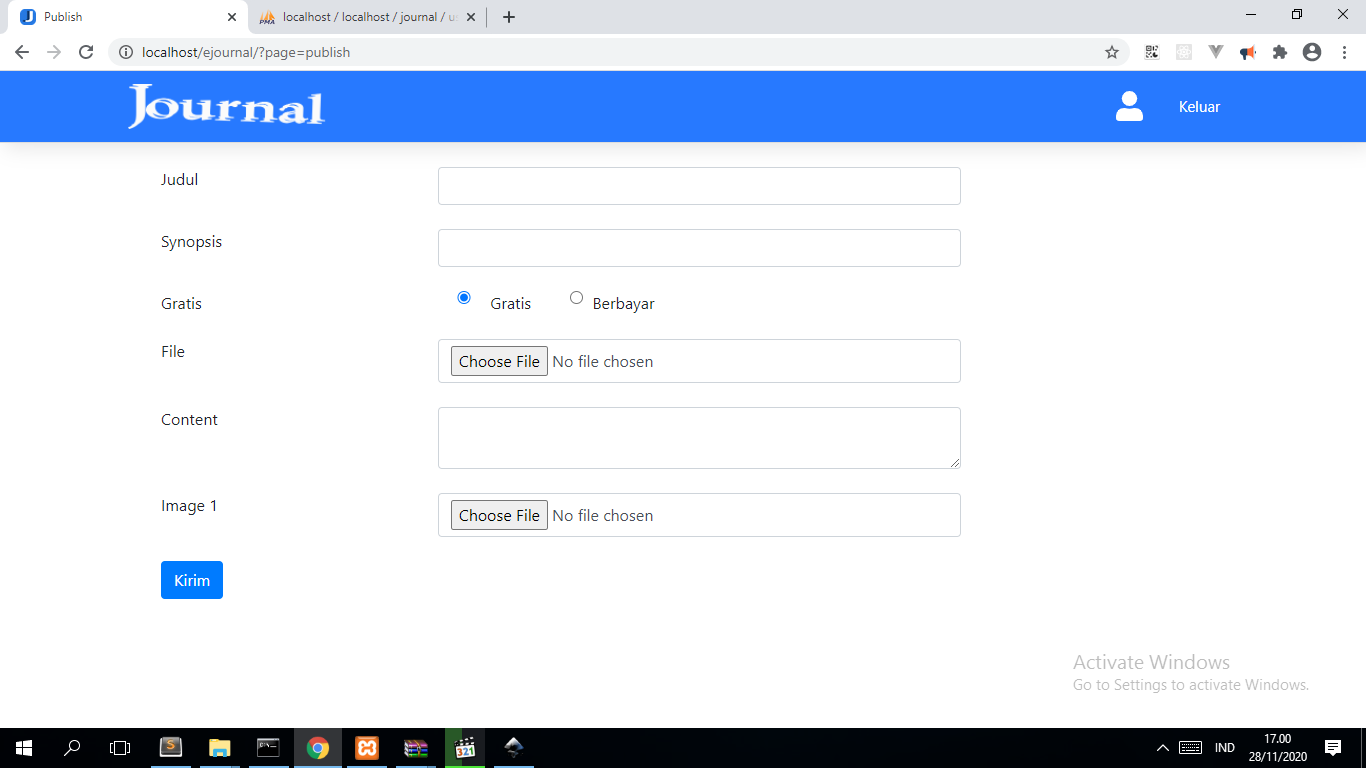 Publish
localhost / localhost / journal / us
localhost/ejournal/?page=publish
Journal
Keluar
Judul
Synopsis
Gratis
Gratis
Berbayar
File
Choose File No file chosen
Content
Image 1
Choose File No file chosen
Kirim
Activate Windows
Go to Settings to activate Windows.
IND
17.00
28/11/2020